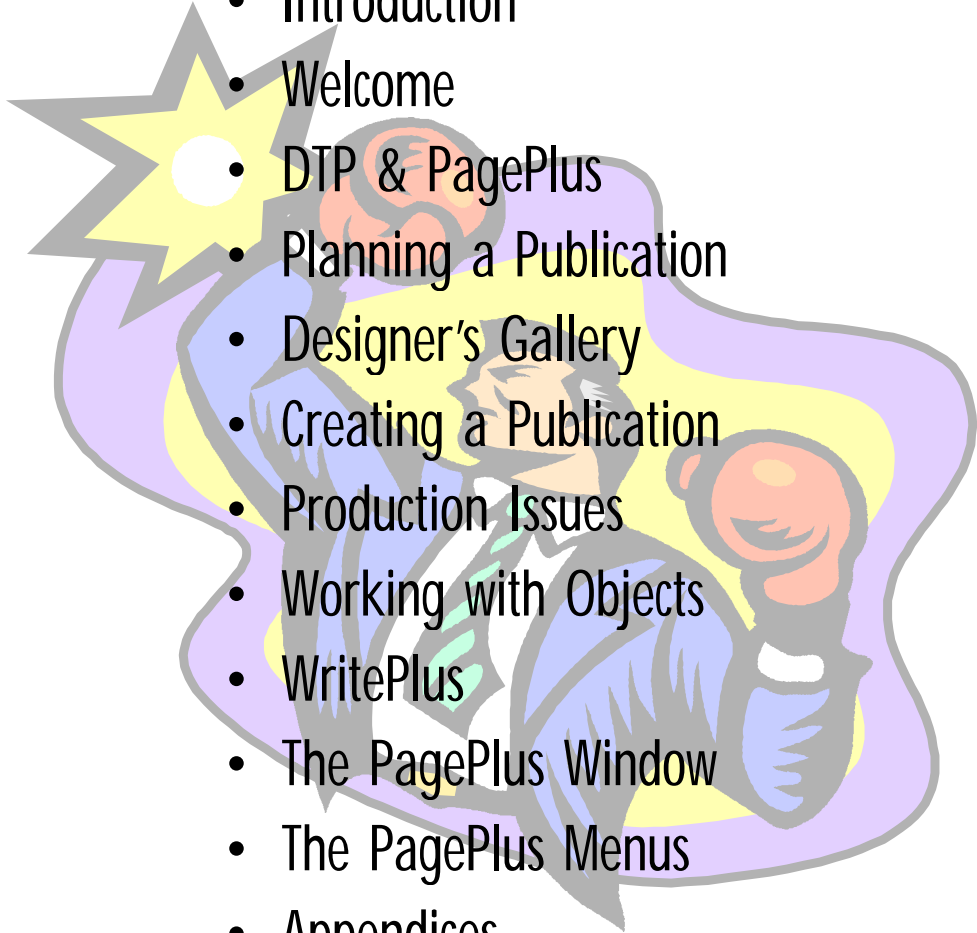 • Introduction
• Welcome
• DTP & PagePlus
• Planning a Publication
• Designer's Gallery
• Creating a Publication
• Production Issues
• Working with Objects
• WritePlus
• The PagePlus Window
• The PagePlus Menus
• Appendices